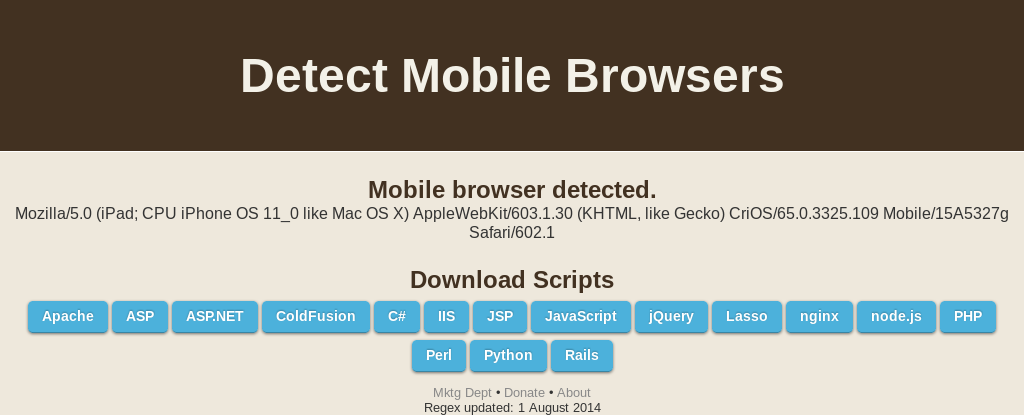 Detect Mobile Browsers
Mobile browser detected.
Mozilla/5.0 (iPad; CPU iPhone OS 11_0 like Mac OS X) AppleWebKit/603.1.30 (KHTML, like Gecko) CriOS/65.0.3325.109 Mobile/15A5327g
Safari/602.1
Download Scripts
Apache ASP ASP.NET ColdFusion C# IIS JSP JavaScript jQuery Lasso nginx node.js PHP
Perl Python Rails
Mktg Dept • Donate • About
Regex updated: 1 August 2014